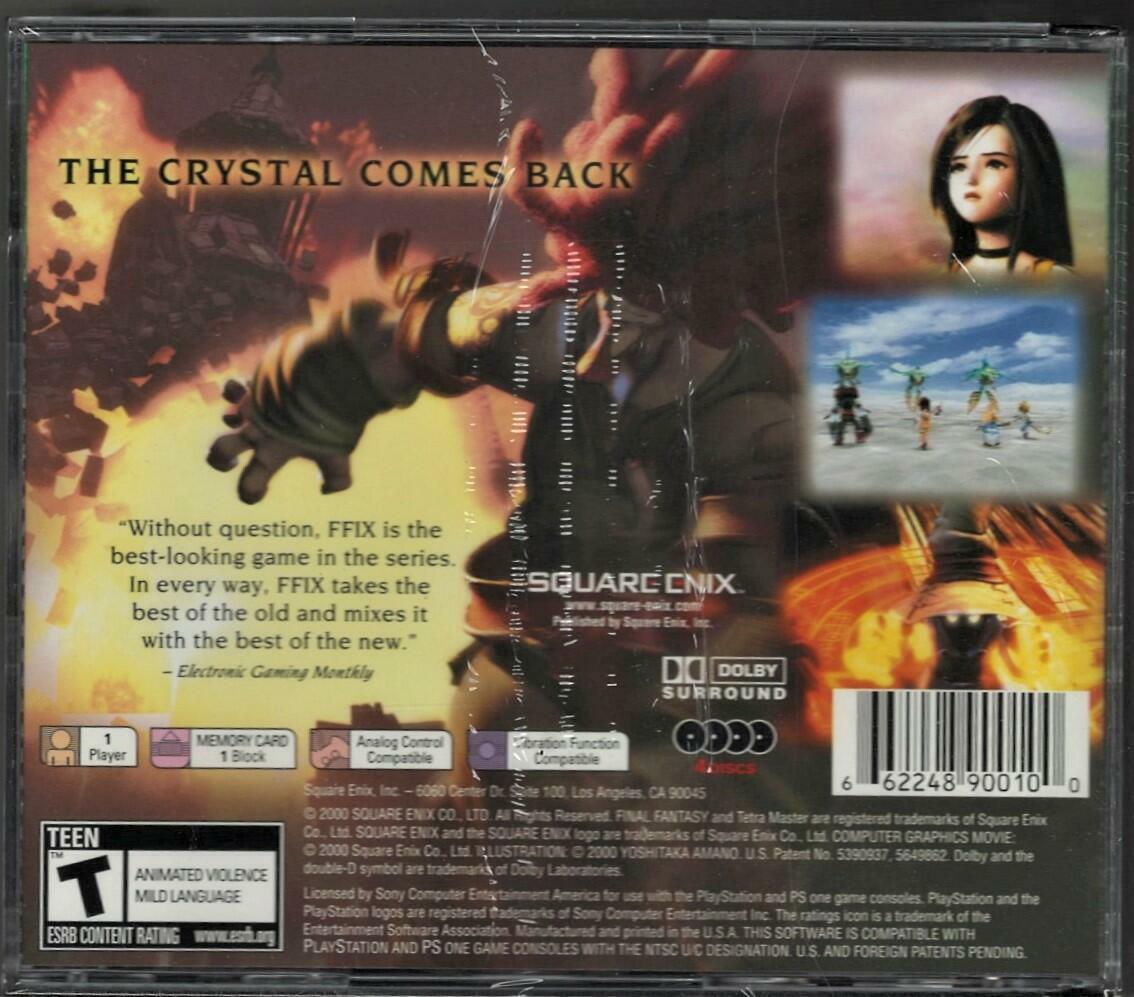 THE CRYSTAL COMES BACK
"Without question, FFIX is the
best-looking game in the series.
In every way, FFIX takes the
best of the old and mixes it
with the best of the new."
– Electronic Gaming Monthly
SQUARE ENIX
www.square-enix.com
Published by Square Enix, Inc.
DOLBY
SURROUND
1
Player
MEMORY CARD
1 Block
Analog Control
Compatible
Vibration Function
Compatible
4 DISCS
6 62248 90010 0
Square Enix, Inc. – 6060 Center Dr. Suite 100, Los Angeles, CA 90045
© 2000 SQUARE ENIX CO., LTD. All Rights Reserved. FINAL FANTASY and Tetra Master are registered trademarks of Square Enix
Co., Ltd. SQUARE ENIX and the SQUARE ENIX logo are trademarks of Square Enix Co., Ltd. COMPUTER GRAPHICS MOVIE:
© 2000 Square Enix Co., Ltd. ILLUSTRATION: © 2000 YOSHITAKA AMANO. U.S. Patent No. 5390937, 5649862. Dolby and the
double-D symbol are trademarks of Dolby Laboratories.
Licensed by Sony Computer Entertainment America for use with the PlayStation and PS one game consoles. PlayStation and the
PlayStation logos are registered trademarks of Sony Computer Entertainment Inc. The ratings icon is a trademark of the
Entertainment Software Association. Manufactured and printed in the U.S.A. THIS SOFTWARE IS COMPATIBLE WITH
PLAYSTATION AND PS ONE GAME CONSOLES WITH THE NTSC U/C DESIGNATION. U.S. AND FOREIGN PATENTS PENDING.
TEEN
T
TM
ANIMATED VIOLENCE
MILD LANGUAGE
ESRB CONTENT RATING www.esrb.org